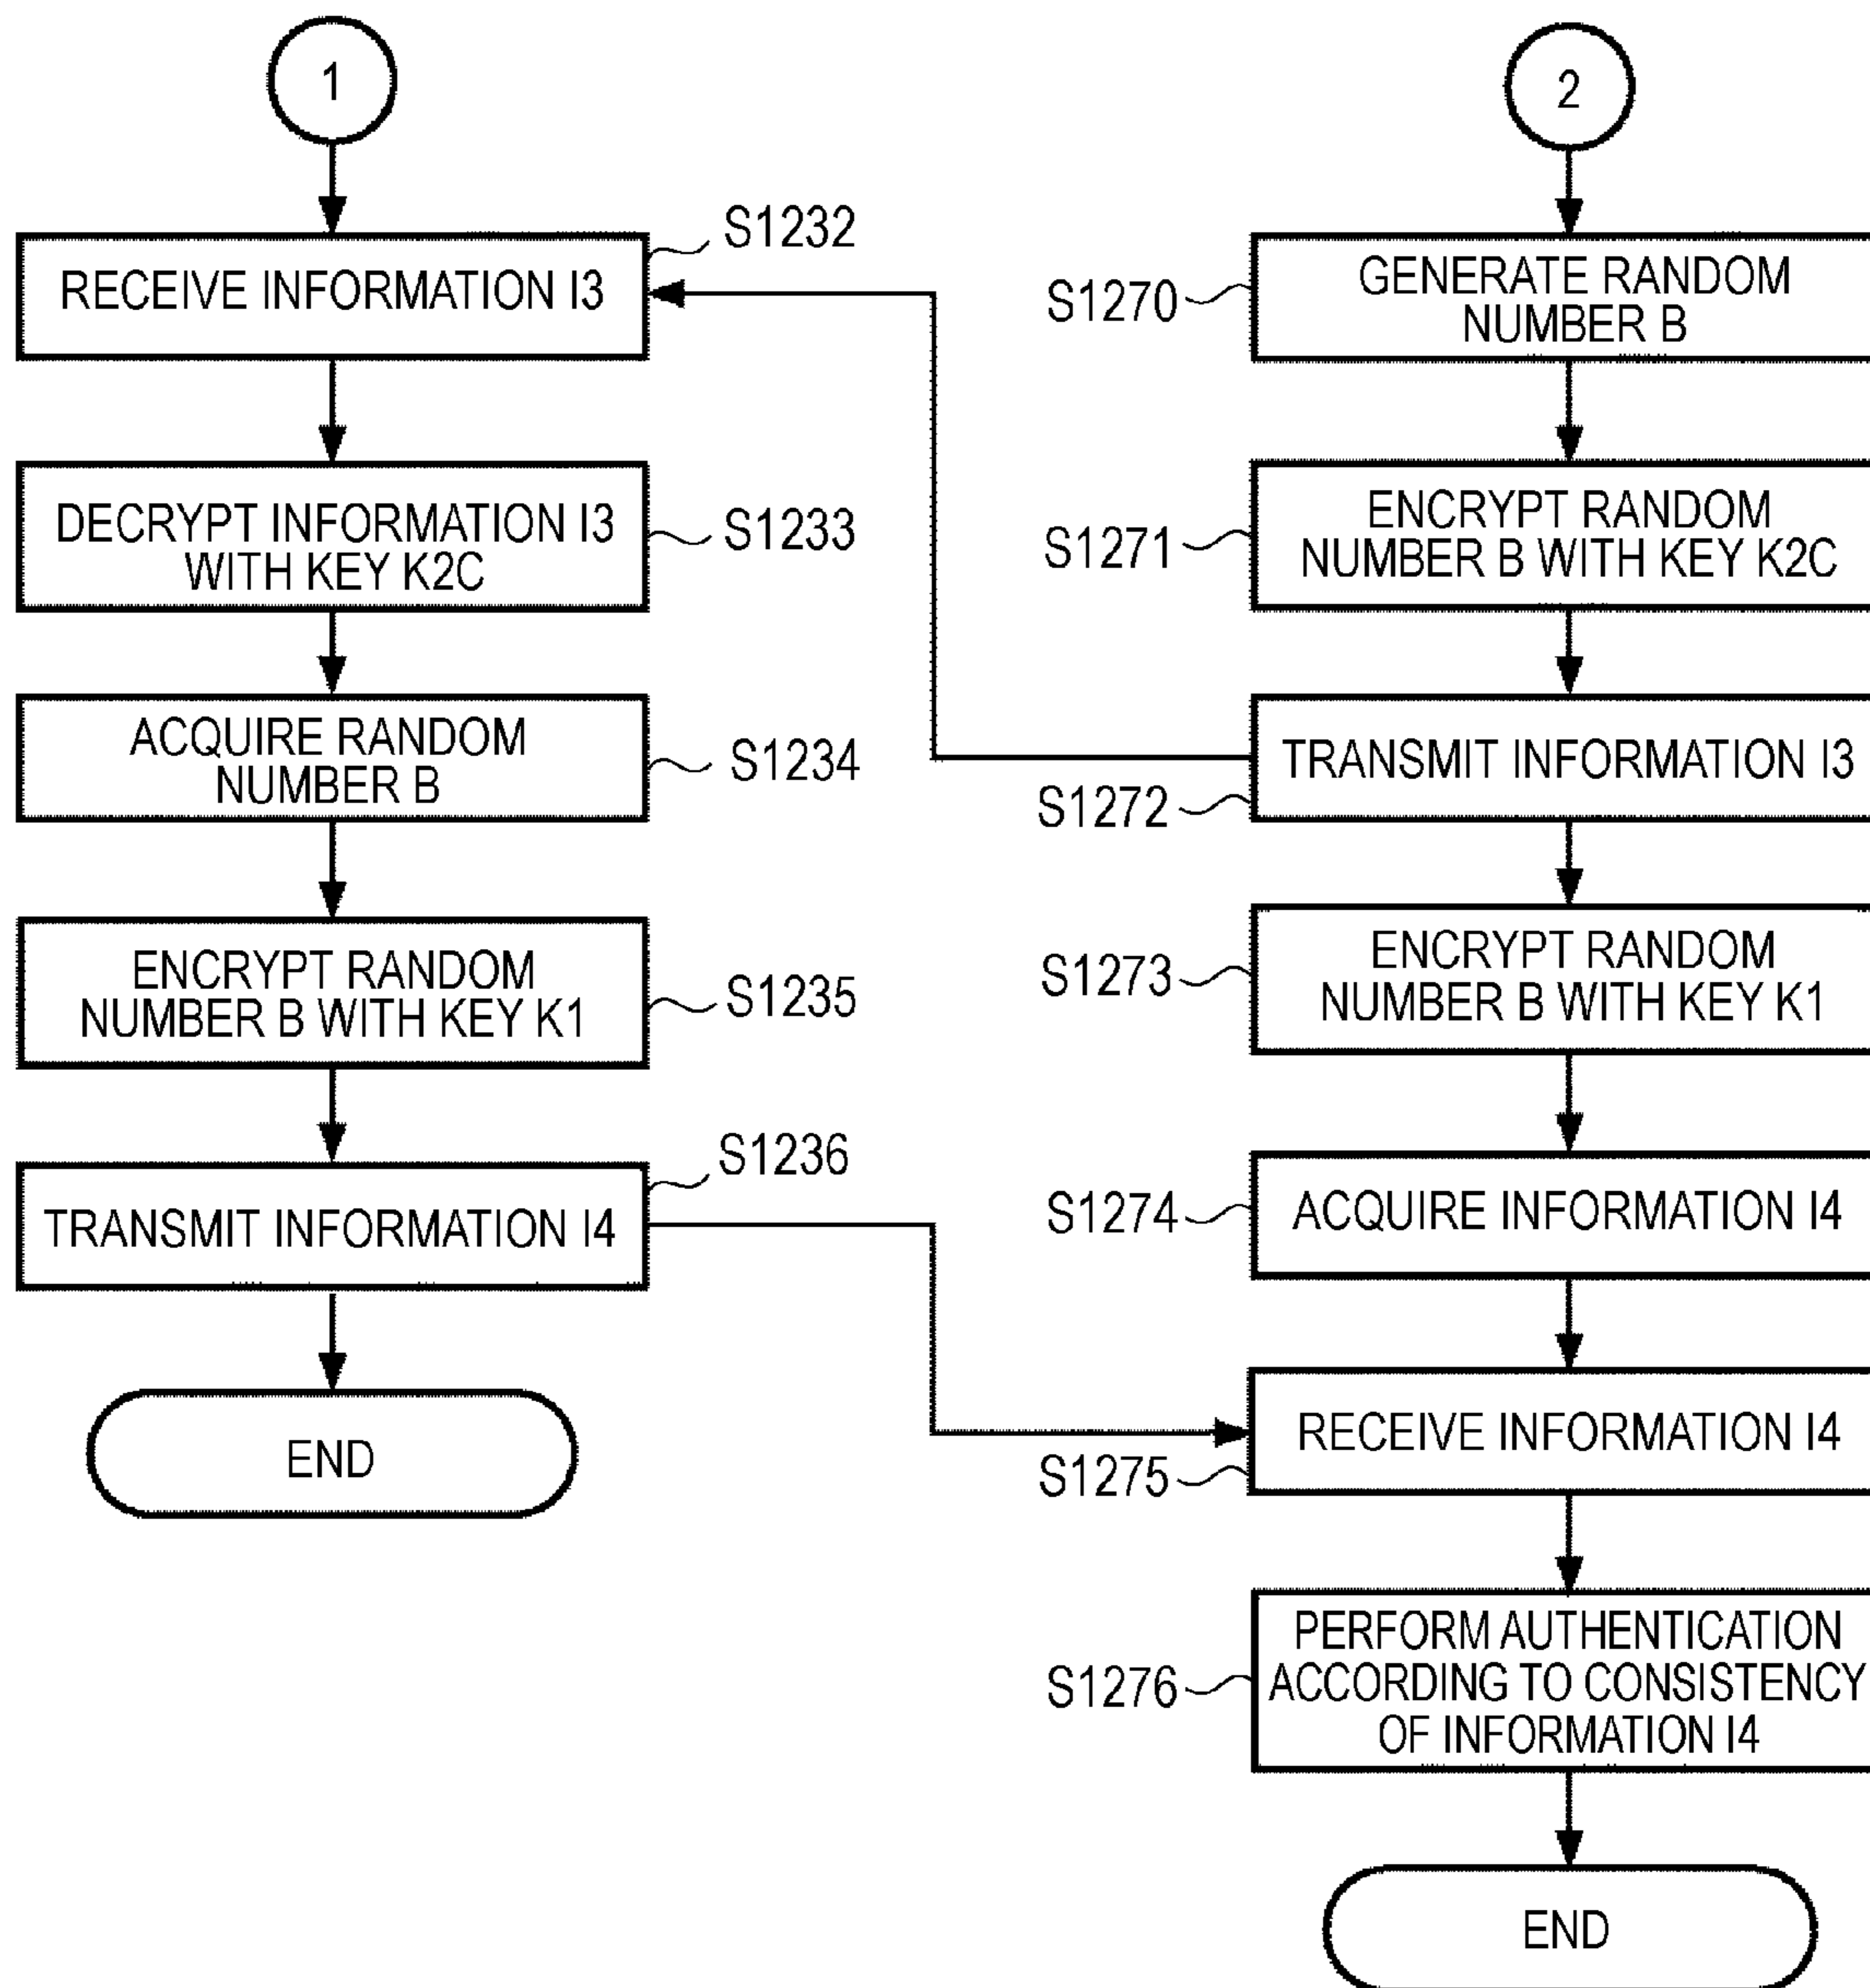 1
S1232
RECEIVE INFORMATION I3
DECRYPT INFORMATION I3
WITH KEY K2C
S1233
ACQUIRE RANDOM
NUMBER B
S1234
ENCRYPT RANDOM
NUMBER B WITH KEY K1
S1235
S1236
TRANSMIT INFORMATION I4
END
2
S1270
GENERATE RANDOM
NUMBER B
S1271
ENCRYPT RANDOM
NUMBER B WITH KEY K2C
TRANSMIT INFORMATION I3
S1272
S1273
ENCRYPT RANDOM
NUMBER B WITH KEY K1
S1274
ACQUIRE INFORMATION I4
RECEIVE INFORMATION I4
S1275
S1276
PERFORM AUTHENTICATION
ACCORDING TO CONSISTENCY
OF INFORMATION I4
END